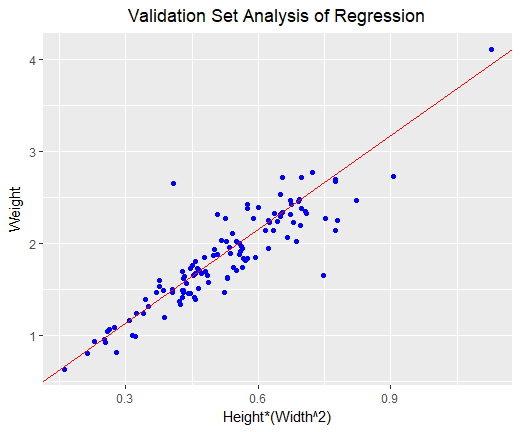 Validation Set Analysis of Regression
Weight
4
3
2
1
0.3 0.6 0.9
Height*(Width^2)